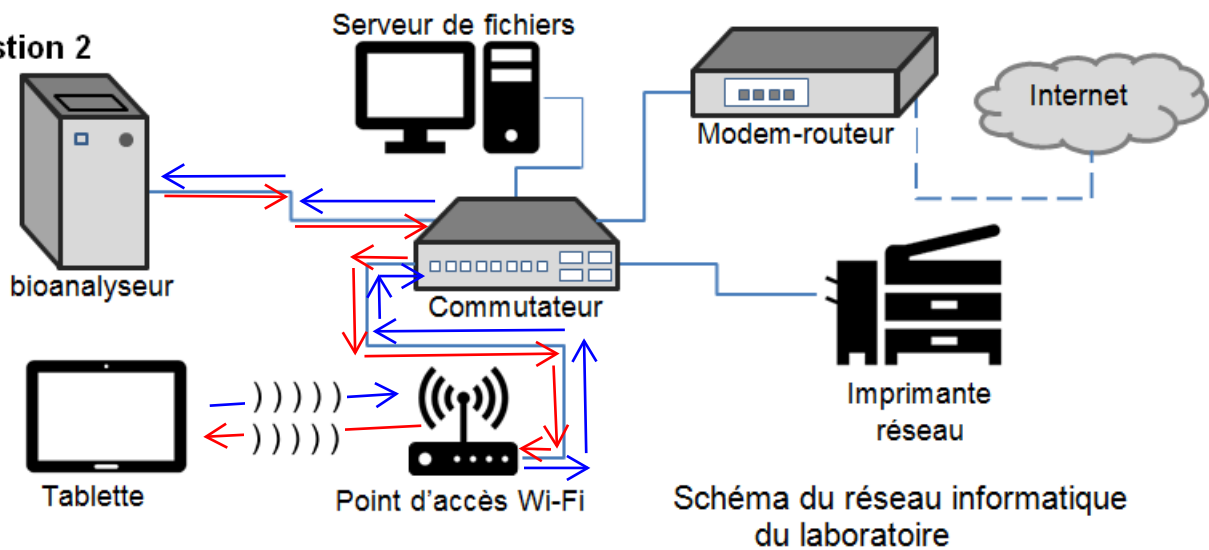 Serveur de fichiers
stion 2
Internet
Modem-routeur
bioanalyseur
Commutateur
Imprimante
réseau
Tablette
Point d'accès Wi-Fi
Schéma du réseau informatique
du laboratoire